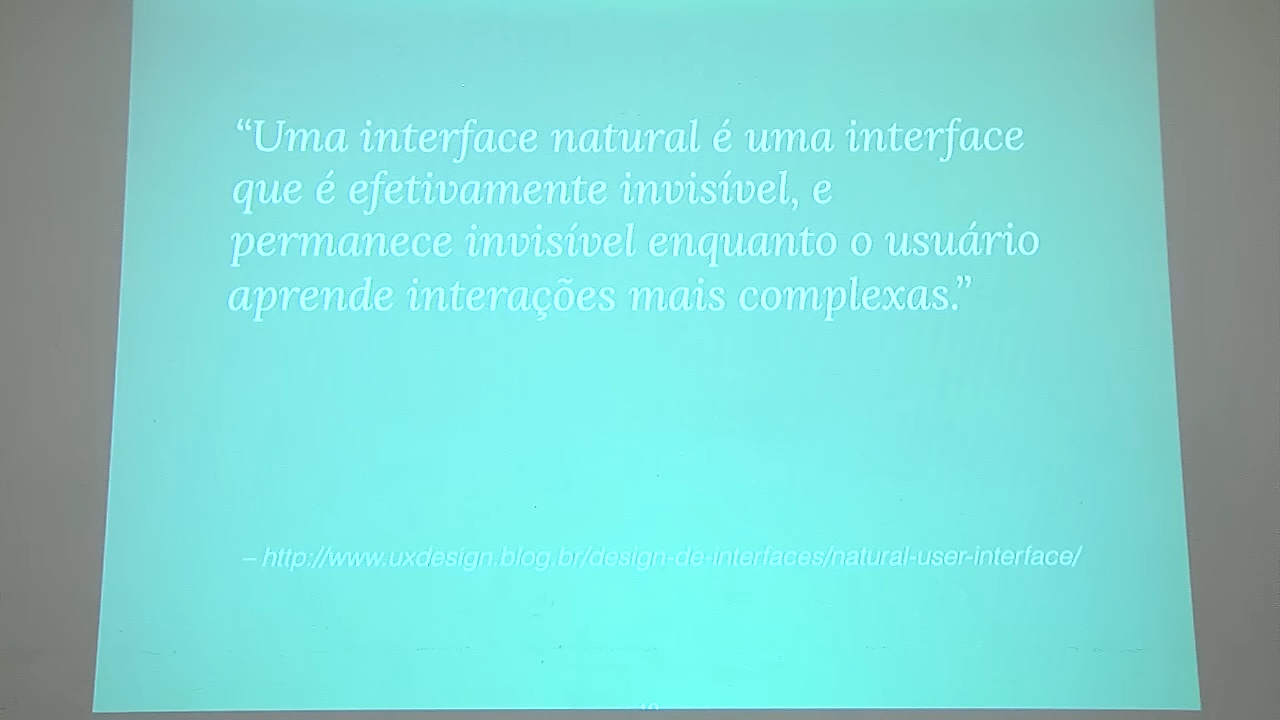 “Uma interface natural é uma interface
que é efetivamente invisível, e
permanece invisível enquanto o usuário
aprende interações mais complexas.”
– http://www.uxdesign.blog.br/design-de-interfaces/natural-user-interface/